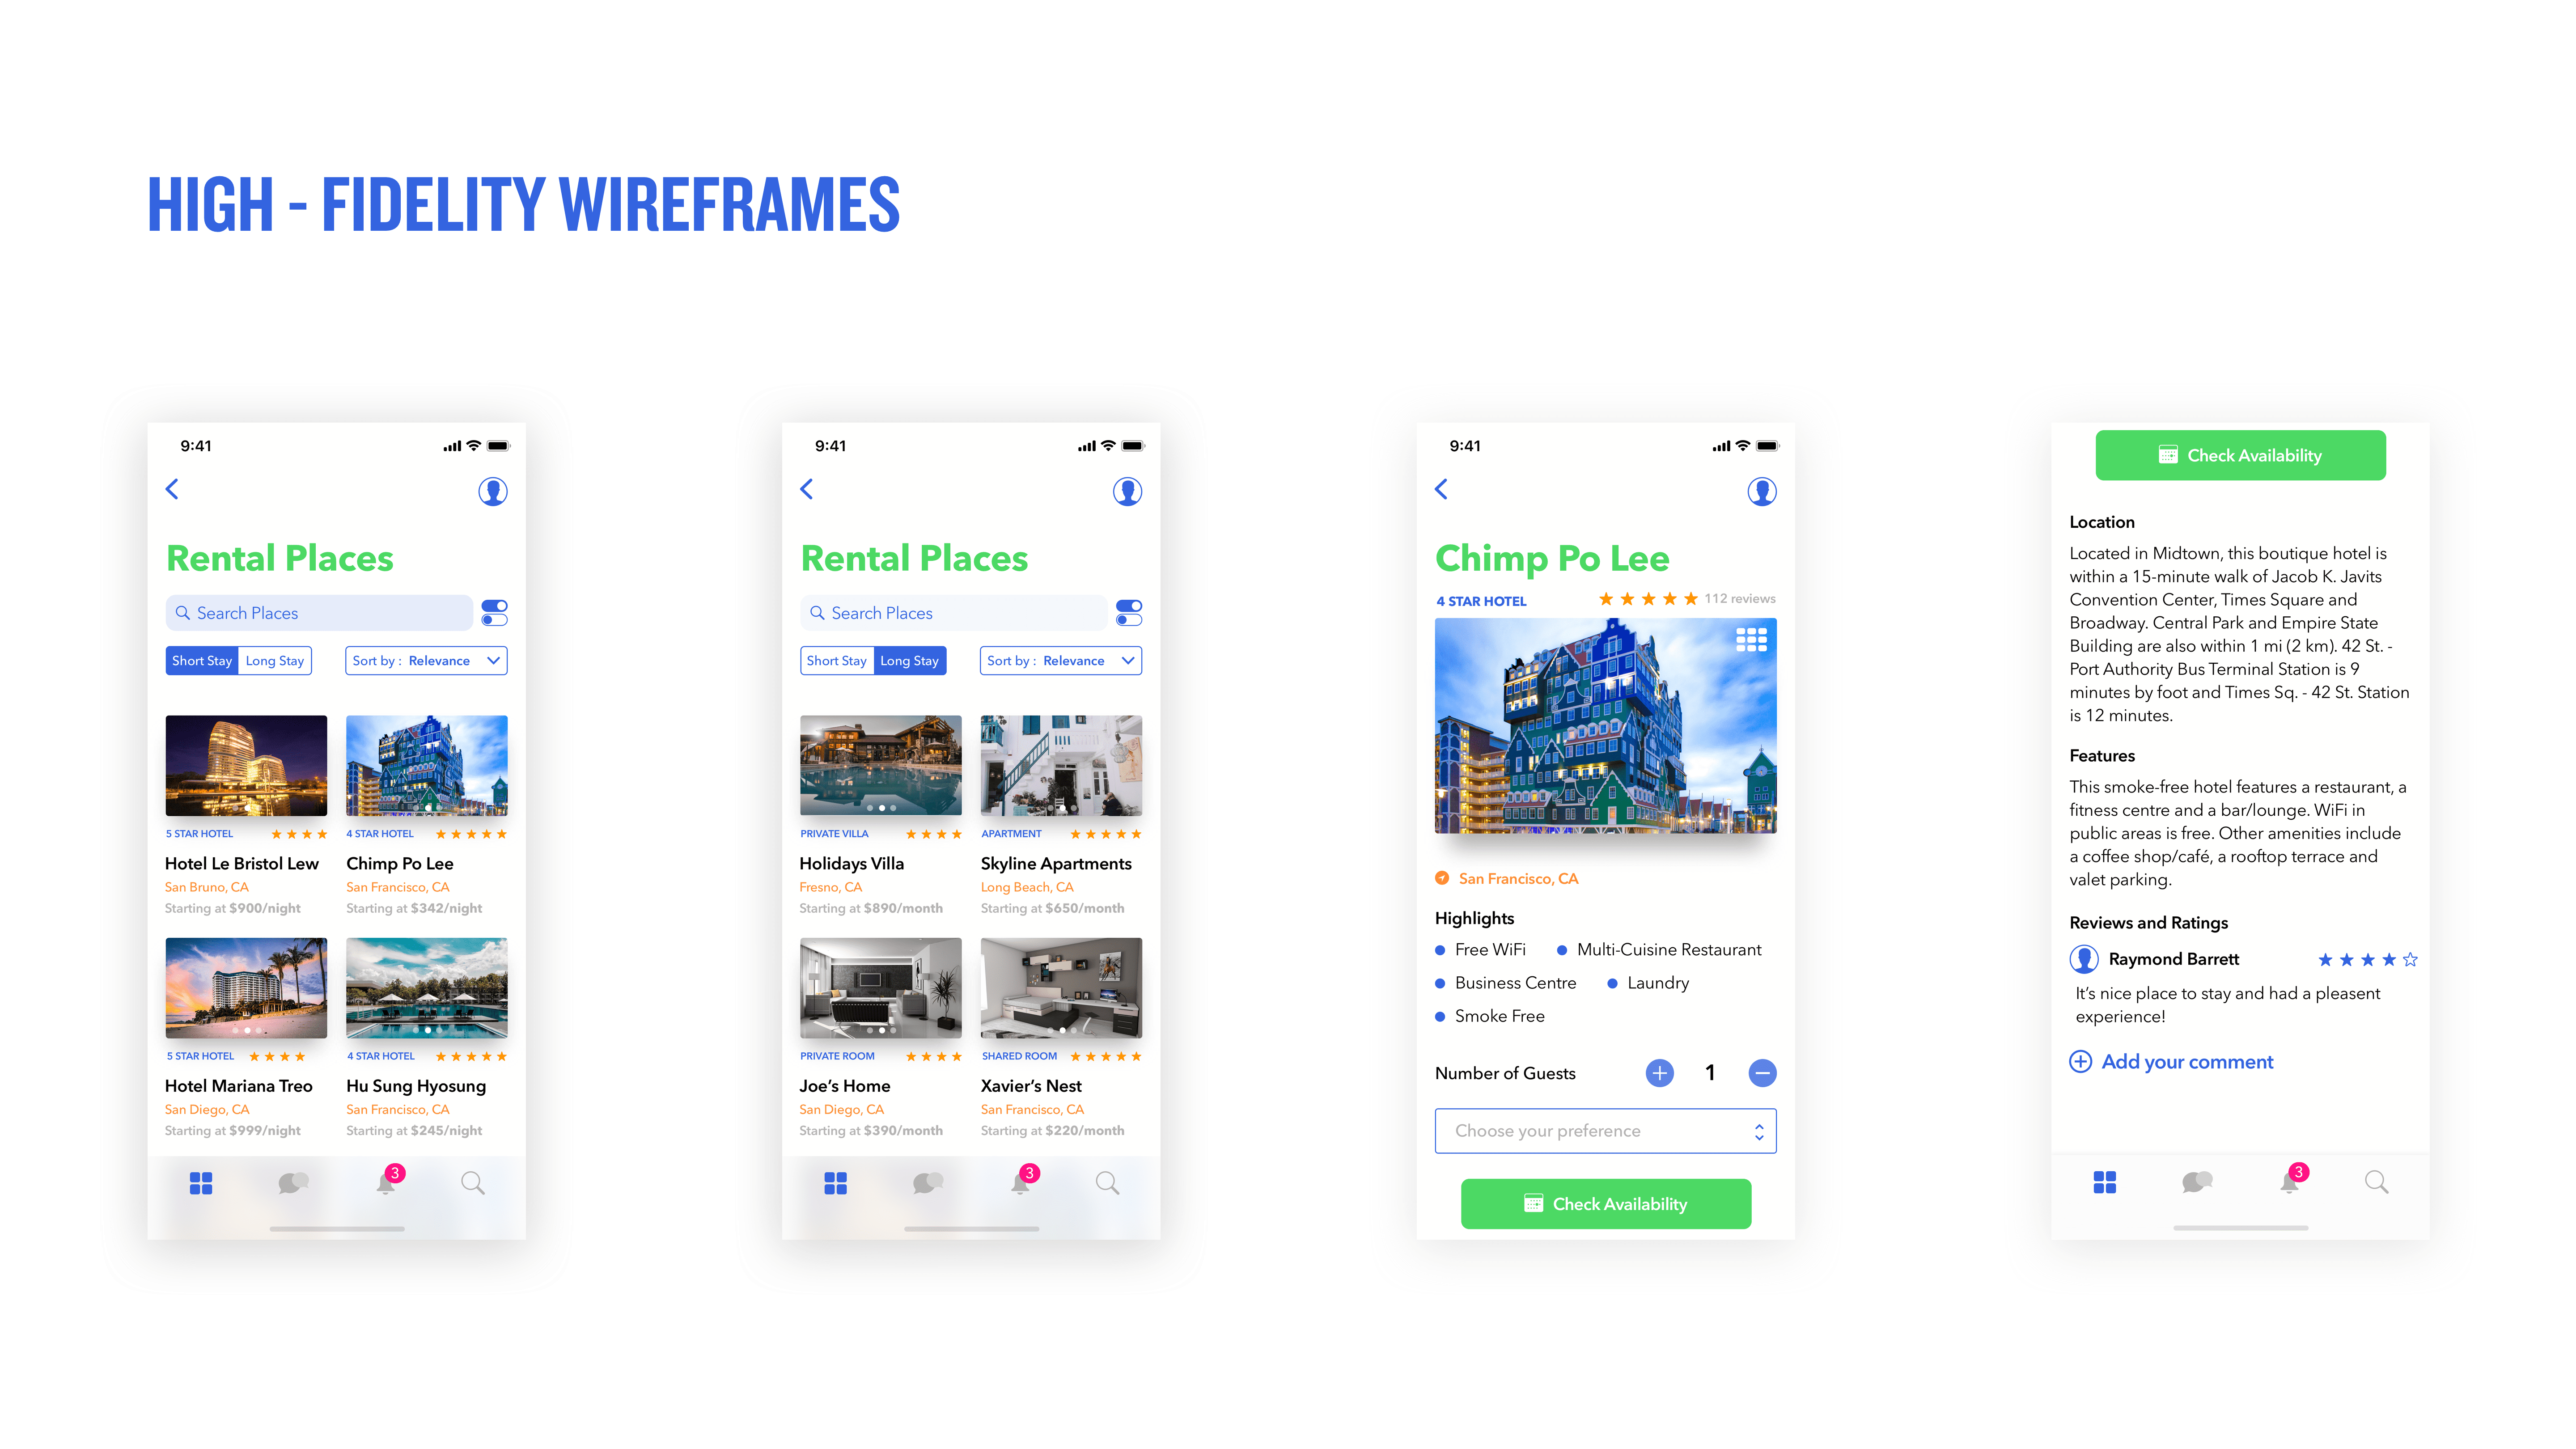 HIGH - FIDELITY WIREFRAMES
9:41
Rental Places
Search Places
Short Stay Long Stay Sort by : Relevance
5 STAR HOTEL
Hotel Le Bristol Lew
San Bruno, CA
Starting at $900/night
4 STAR HOTEL
Chimp Po Lee
San Francisco, CA
Starting at $342/night
5 STAR HOTEL
Hotel Mariana Treo
San Diego, CA
Starting at $999/night
4 STAR HOTEL
Hu Sung Hyosung
San Francisco, CA
Starting at $245/night
3
9:41
Rental Places
Search Places
Short Stay Long Stay Sort by : Relevance
PRIVATE VILLA
Holidays Villa
Fresno, CA
Starting at $890/month
APARTMENT
Skyline Apartments
Long Beach, CA
Starting at $650/month
PRIVATE ROOM
Joe’s Home
San Diego, CA
Starting at $390/month
SHARED ROOM
Xavier’s Nest
San Francisco, CA
Starting at $220/month
3
9:41
Chimp Po Lee
4 STAR HOTEL 112 reviews
San Francisco, CA
Highlights
Free WiFi Multi-Cuisine Restaurant
Business Centre Laundry
Smoke Free
Number of Guests 1
Choose your preference
Check Availability
Check Availability
Location
Located in Midtown, this boutique hotel is
within a 15-minute walk of Jacob K. Javits
Convention Center, Times Square and
Broadway. Central Park and Empire State
Building are also within 1 mi (2 km). 42 St. -
Port Authority Bus Terminal Station is 9
minutes by foot and Times Sq. - 42 St. Station
is 12 minutes.
Features
This smoke-free hotel features a restaurant, a
fitness centre and a bar/lounge. WiFi in
public areas is free. Other amenities include
a coffee shop/café, a rooftop terrace and
valet parking.
Reviews and Ratings
Raymond Barrett
It’s nice place to stay and had a pleasent
experience!
Add your comment
3